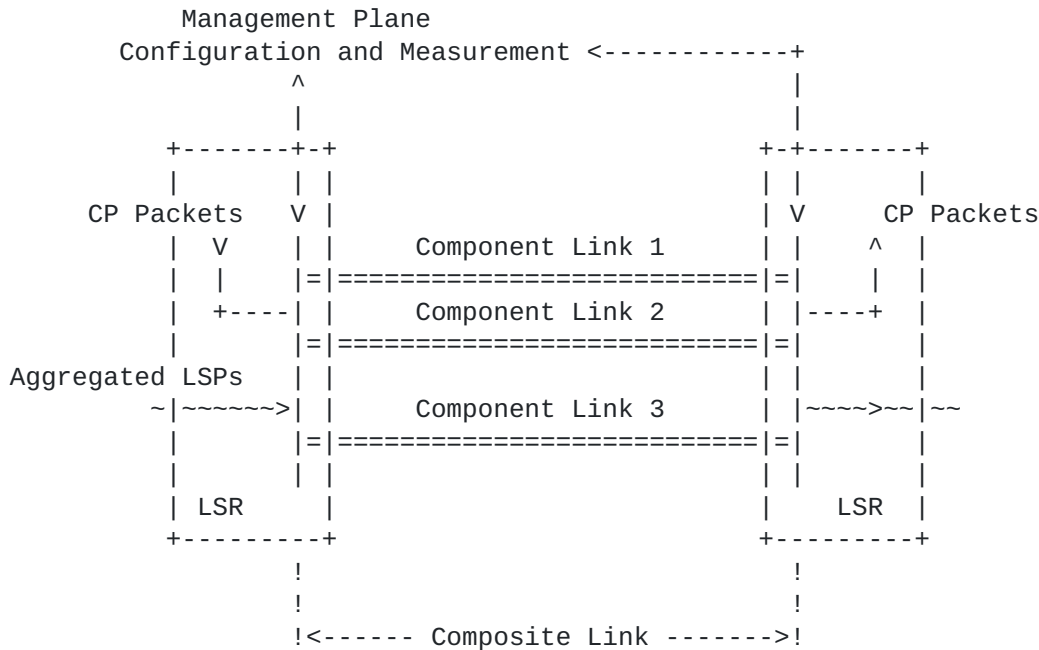 Management Plane
Configuration and Measurement <------------+
^ |
| |
+-------+-+ +-+-------+
| | | | | |
CP Packets V | | V CP Packets
| V | | Component Link 1 | | ^ |
| | |=|===========================|=| | |
| +----| | Component Link 2 | |----+ |
| |=|===========================|=| |
Aggregated LSPs | | | | |
~|~~~~~~>| | Component Link 3 | |~~~~>~~|~~
| |=|===========================|=| |
| | | | | |
| LSR | | LSR |
+---------+ +---------+
! !
! !
!<------ Composite Link ------->!